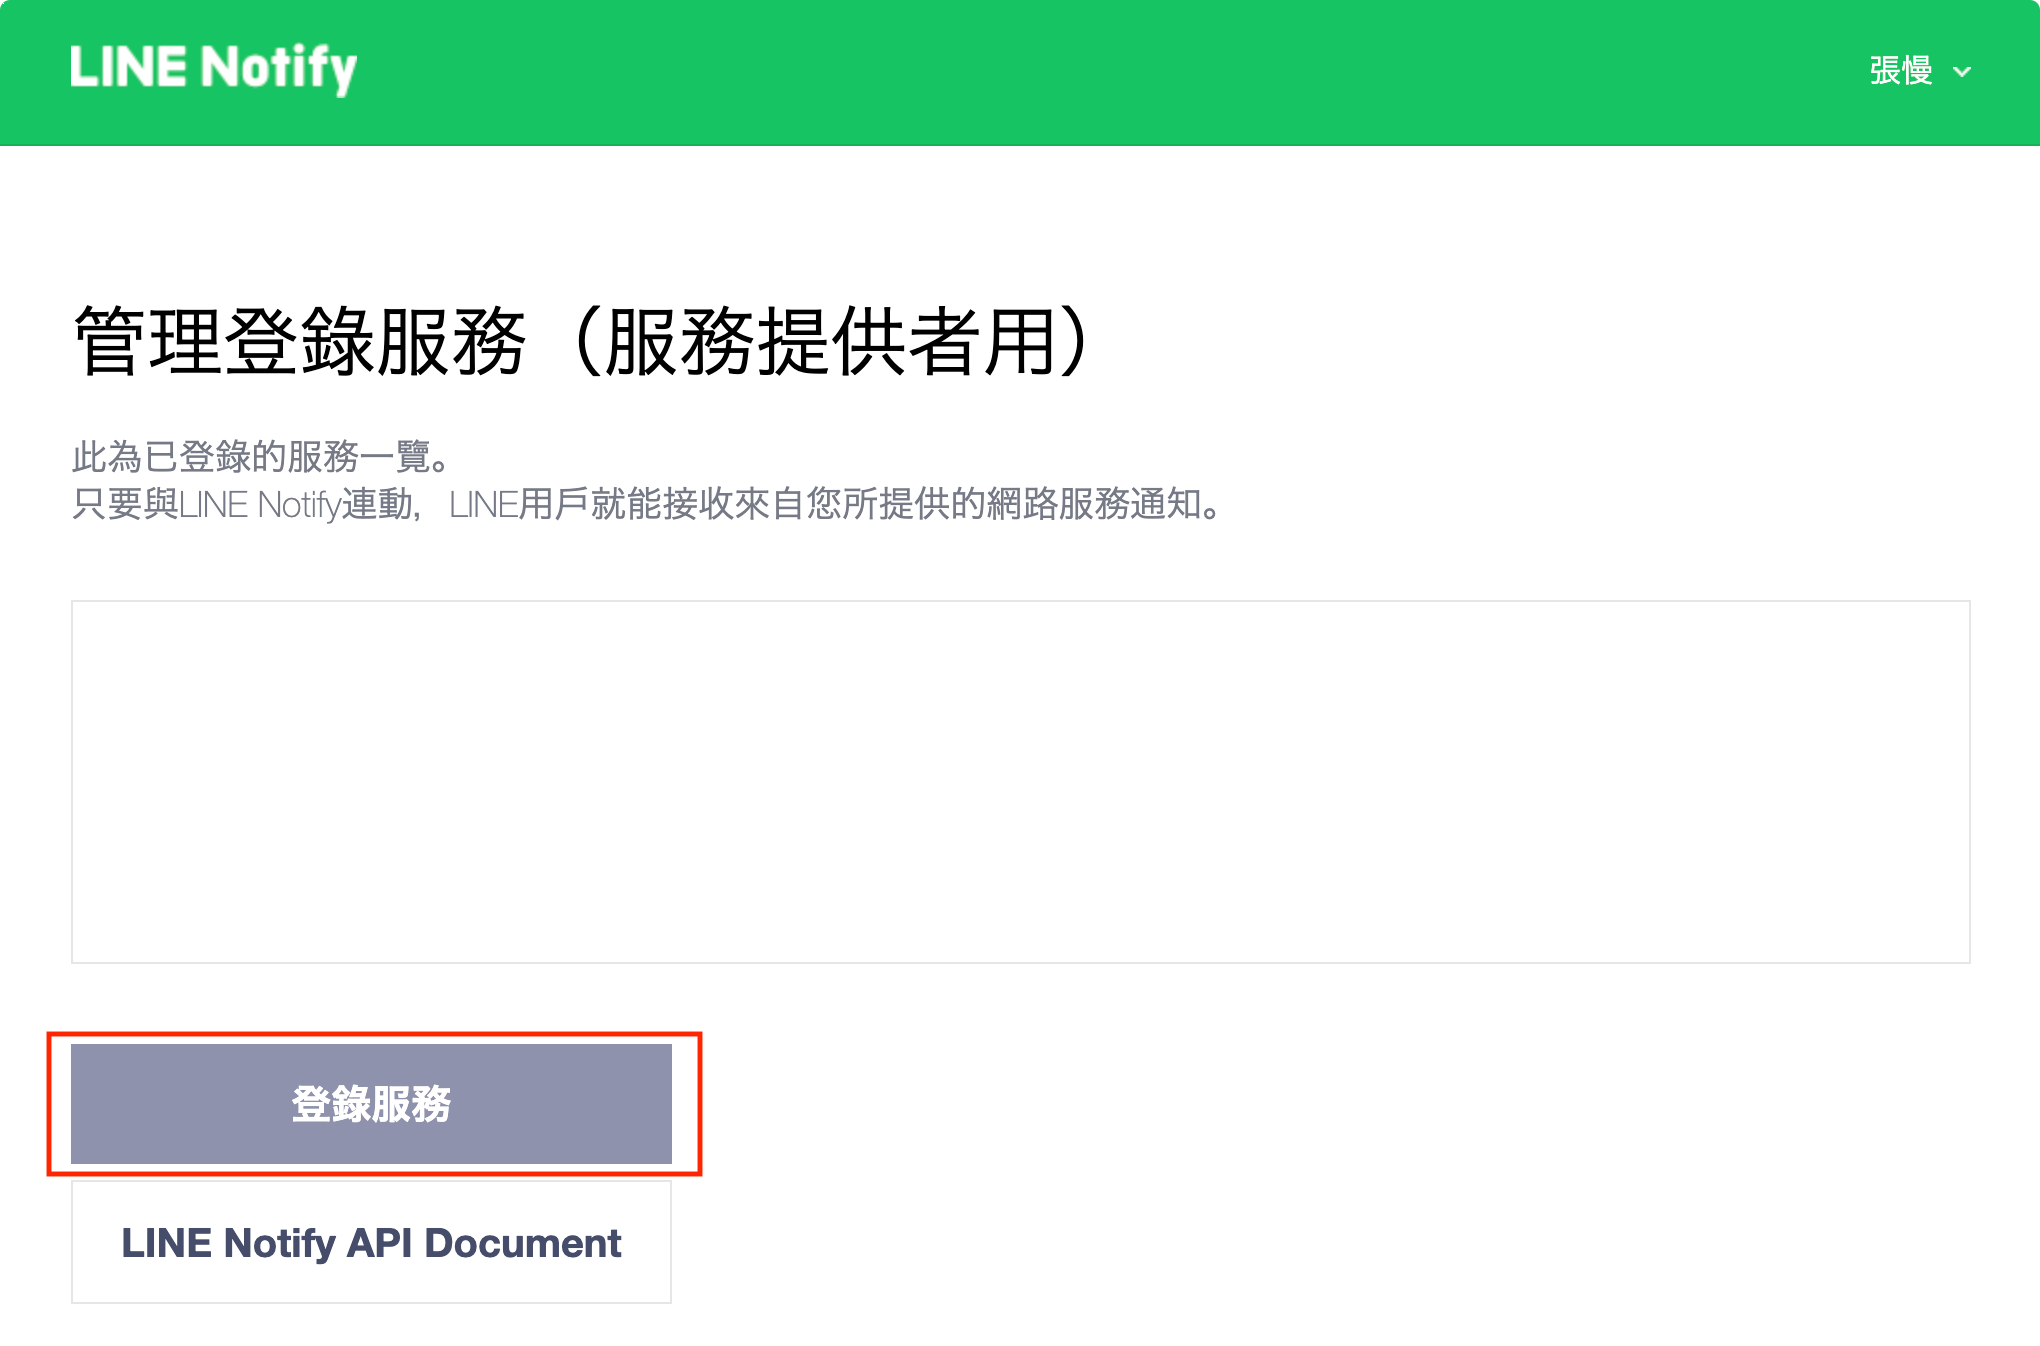 LINE Notify
張慢
管理登錄服務（服務提供者用）
此為已登錄的服務一覽。
只要與LINE Notify連動，LINE用戶就能接收來自您所提供的網路服務通知。
登錄服務
LINE Notify API Document